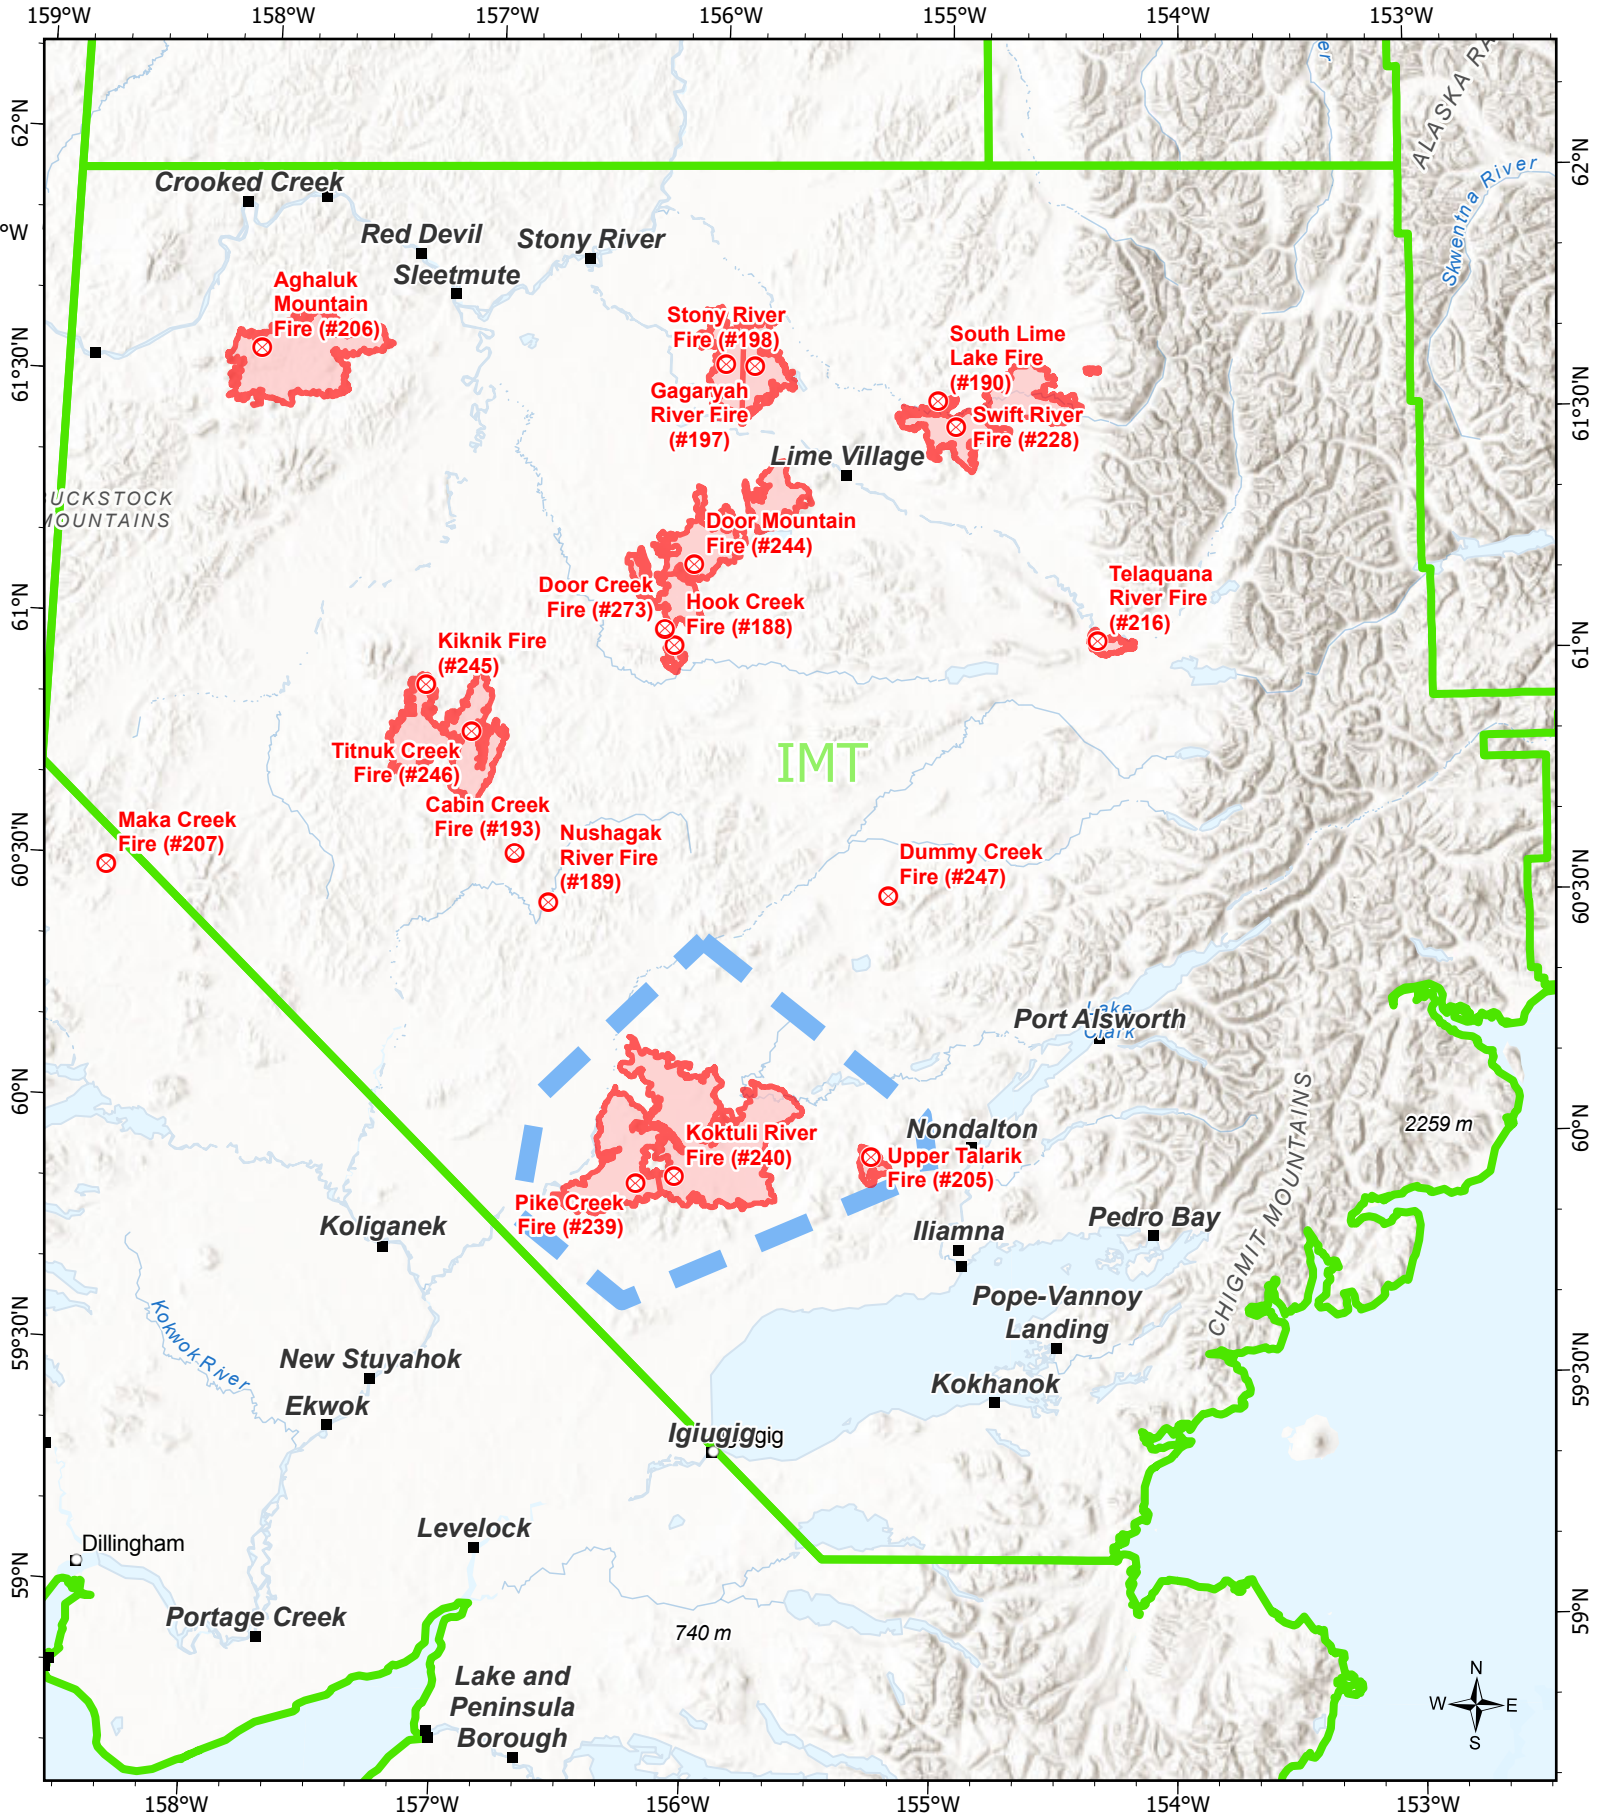 159°W 158°W 157°W 156°W 155°W 154°W 153°W
62°N
62°N
°W
ALASKA RA
er
Skwentna River
Crooked Creek
Red Devil
Stony River
Sleetmute
Aghaluk
Mountain
Fire (#206)
Stony River
Fire (#198)
South Lime
Lake Fire
(#190)
61°30'N
61°30'N
Gagaryah
River Fire
(#197)
Swift River
Fire (#228)
Lime Village
UCKSTOCK
MOUNTAINS
Door Mountain
Fire (#244)
Door Creek
Fire (#273)
Hook Creek
Fire (#188)
Telaquana
River Fire
(#216)
61°N
61°N
Kiknik Fire
(#245)
Titnuk Creek
Fire (#246)
IMT
Cabin Creek
Fire (#193)
Maka Creek
Fire (#207)
Nushagak
River Fire
(#189)
Dummy Creek
Fire (#247)
60°30'N
60°30'N
Lake
Clark
Port Alsworth
60°N
60°N
2259 m
Nondalton
Koktuli River
Fire (#240)
Upper Talarik
Fire (#205)
Pike Creek
Fire (#239)
Koliganek
Iliamna
Pedro Bay
CHIGMIT MOUNTAINS
Pope-Vannoy
Landing
Kokwok River
59°30'N
59°30'N
New Stuyahok
Ekwok
Kokhanok
Igiugig
Levelock
Dillingham
59°N
59°N
Portage Creek
740 m
Lake and
Peninsula
Borough
N
W E
S
158°W 157°W 156°W 155°W 154°W 153°W